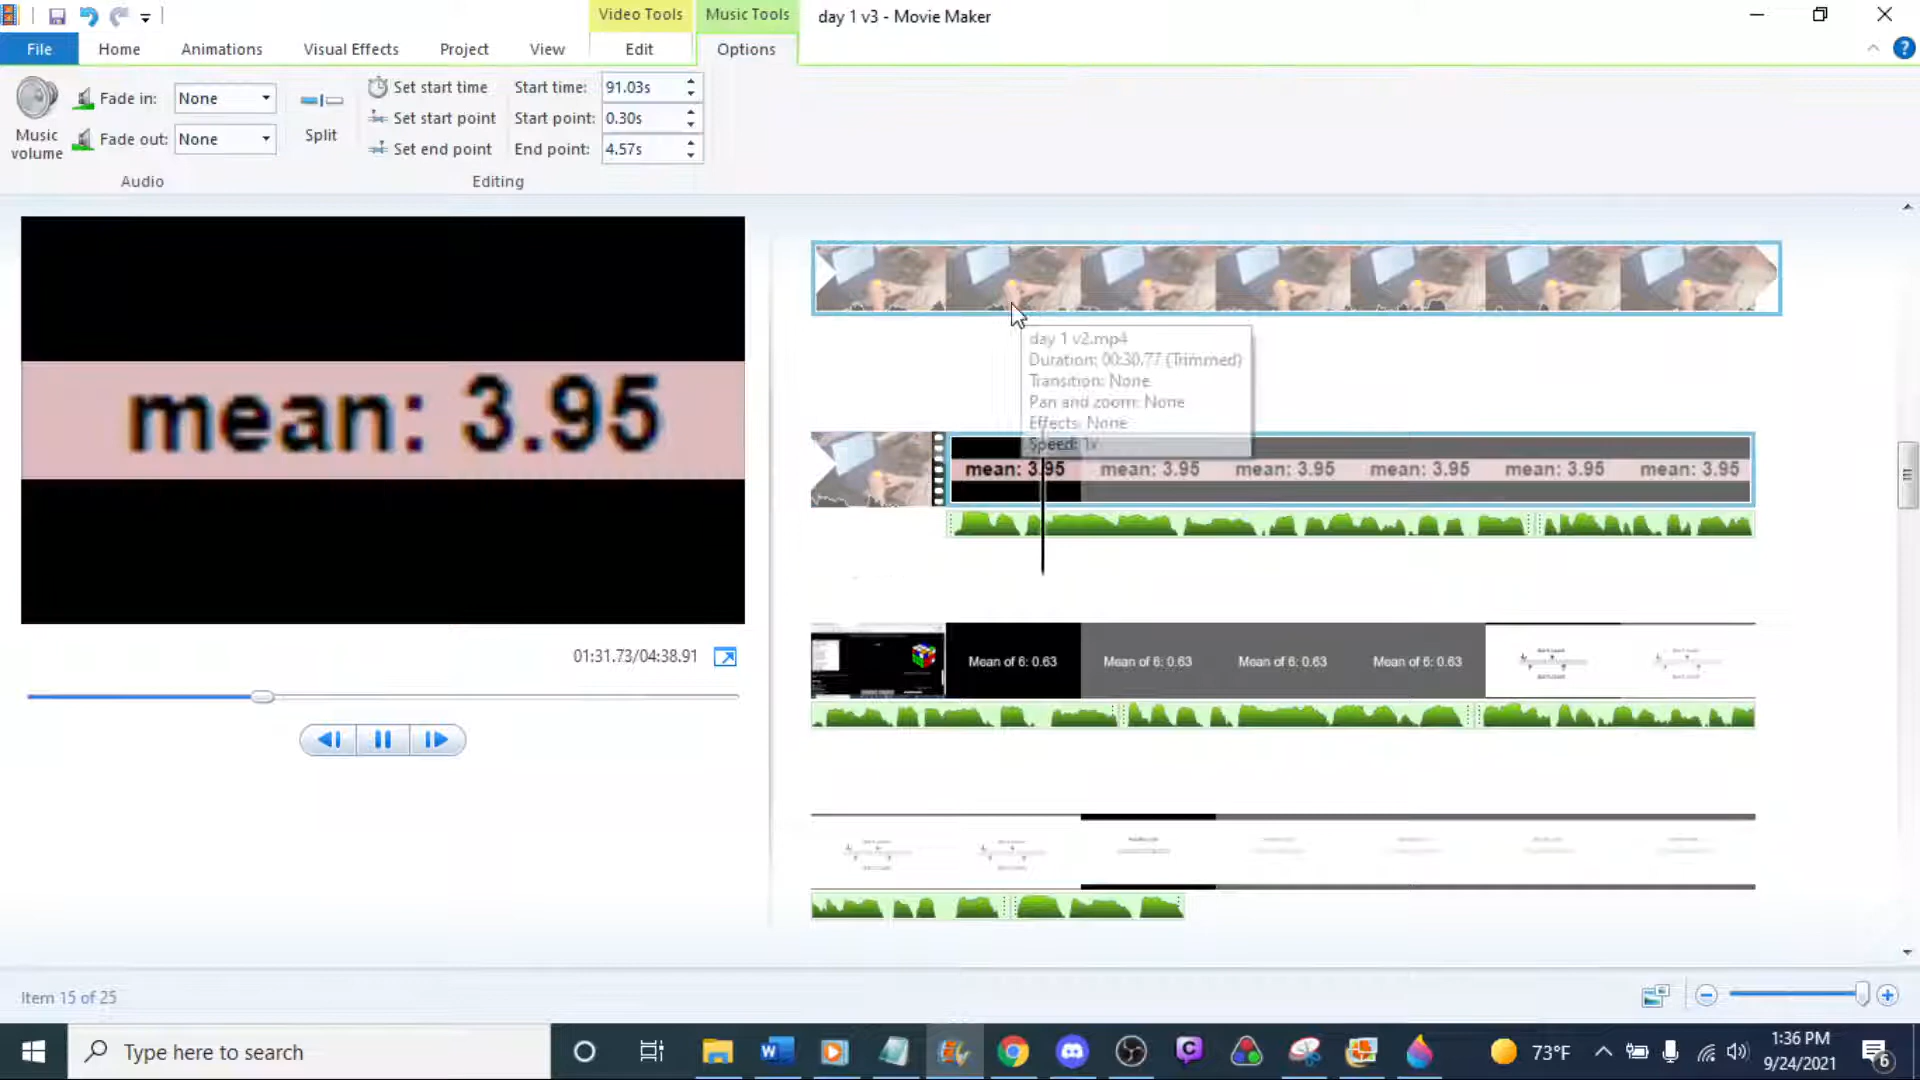 Video Tools
Music Tools
day 1 v3 - Movie Maker
File
Home
Animations
Visual Effects
Project
View
Edit
Options
Music volume
Fade in:
None
Fade out:
None
Split
Set start time
Set start point
Set end point
Start time:
91.03s
Start point:
0.30s
End point:
4.57s
Audio
Editing
mean: 3.95
01:31.73/04:38.91
day 1 v2.mp4
Duration: 00:30.77 (Trimmed)
Transition: None
Pan and zoom: None
Effects: None
Speed: 1x
mean: 3.95
mean: 3.95
mean: 3.95
mean: 3.95
mean: 3.95
mean: 3.95
Mean of 6: 0.63
Mean of 6: 0.63
Mean of 6: 0.63
Mean of 6: 0.63
Item 15 of 25
Type here to search
73°F
1:36 PM
9/24/2021
6